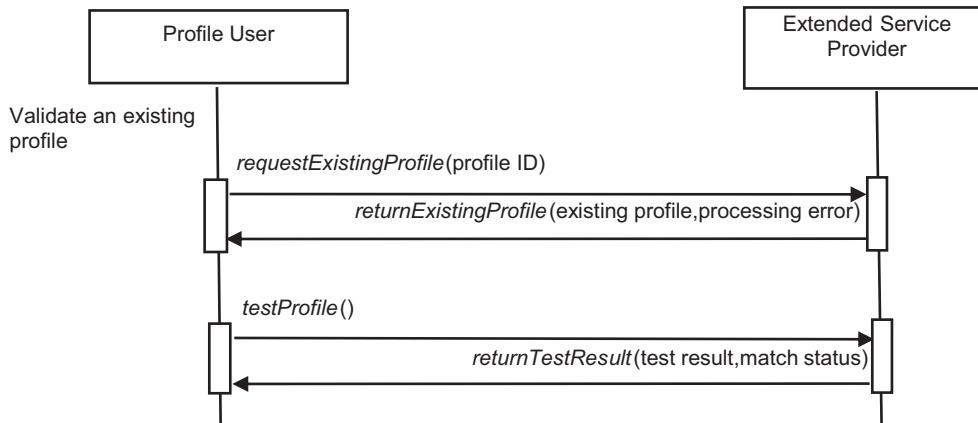 Profile User
Extended Service
Provider
Validate an existing
profile
requestExistingProfile(profile ID)
returnExistingProfile(existing profile,processing error)
testProfile()
returnTestResult(test result,match status)